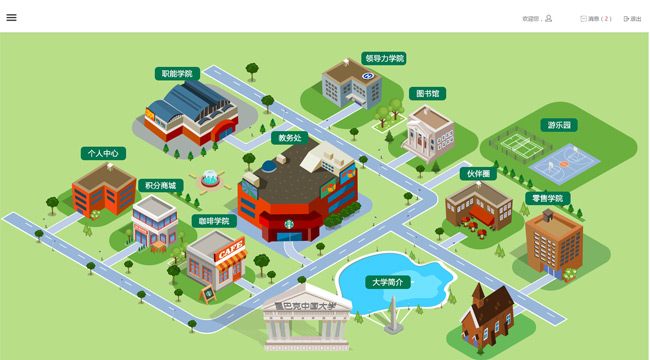 欢迎您，
消息（2）
退出
领导力学院
职能学院
图书馆
游乐园
教务处
个人中心
伙伴圈
积分商城
零售学院
咖啡学院
CAFE
大学简介
星巴克中国大学